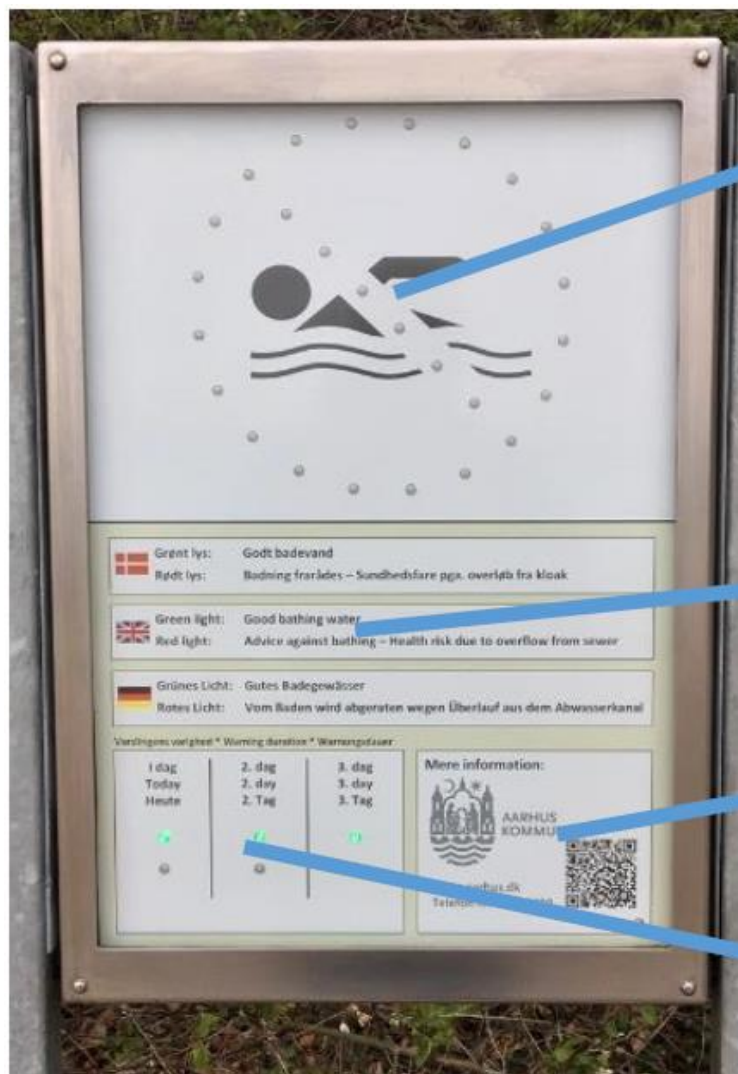 Grønt lys: Godt badevand
Rødt lys: Badning frarådes – Sundhedsfare pga. overløb fra kloak
Green light: Good bathing water
Red light: Advice against bathing – Health risk due to overflow from sewer
Grünes Licht: Gutes Badegewässer
Rotes Licht: Vom Baden wird abgeraten wegen Überlauf aus dem Abwasserkanal
Varslingens varighed * Warning duration * Warnungsdauer
I dag 2. dag 3. dag
Today 2. day 3. day
Heute 2. Tag 3. Tag
Mere information:
AARHUS